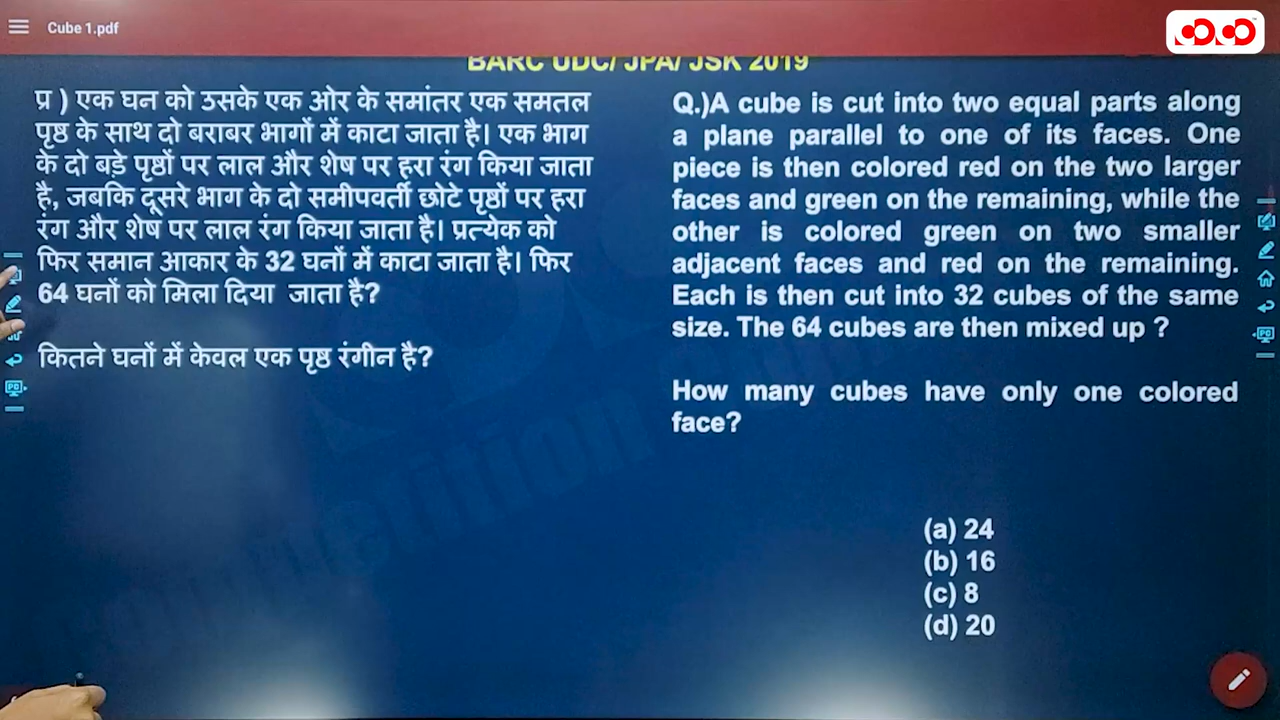 Cube 1.pdf
BARC UDC/ JPA/ JSK 2019
प्र ) एक घन को उसके एक ओर के समांतर एक समतल
पृष्ठ के साथ दो बराबर भागों में काटा जाता है। एक भाग
के दो बड़े पृष्ठों पर लाल और शेष पर हरा रंग किया जाता
है, जबकि दूसरे भाग के दो समीपवर्ती छोटे पृष्ठों पर हरा
रंग और शेष पर लाल रंग किया जाता है। प्रत्येक को
फिर समान आकार के 32 घनों में काटा जाता है। फिर
64 घनों को मिला दिया जाता है?
कितने घनों में केवल एक पृष्ठ रंगीन है?
Q.)A cube is cut into two equal parts along
a plane parallel to one of its faces. One
piece is then colored red on the two larger
faces and green on the remaining, while the
other is colored green on two smaller
adjacent faces and red on the remaining.
Each is then cut into 32 cubes of the same
size. The 64 cubes are then mixed up ?
How many cubes have only one colored
face?
(a) 24
(b) 16
(c) 8
(d) 20